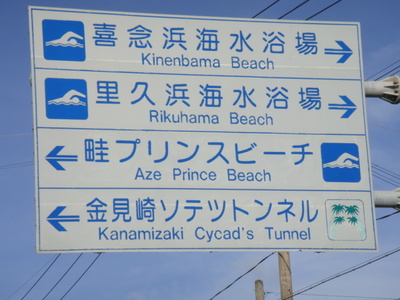 喜念浜海水浴場
Kinenbama Beach
里久浜海水浴場
Rikuhama Beach
畦プリンスビーチ
Aze Prince Beach
金見崎ソテツトンネル
Kanamizaki Cycad's Tunnel